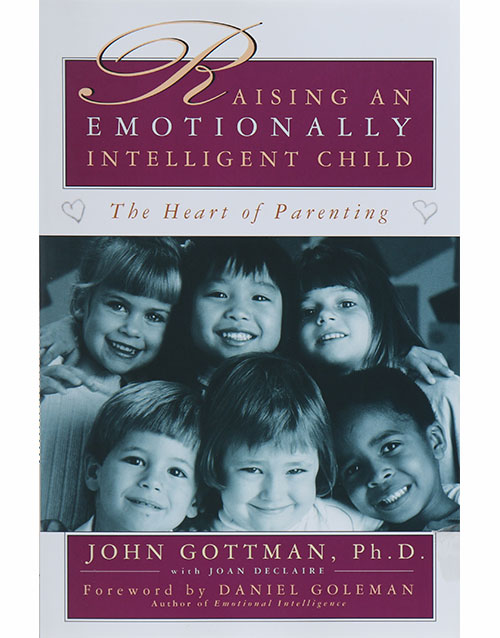 RAISING AN
EMOTIONALLY
INTELLIGENT CHILD
The Heart of Parenting
JOHN GOTTMAN, Ph.D.
with JOAN DECLAIRE
Foreword by DANIEL GOLEMAN
Author of Emotional Intelligence